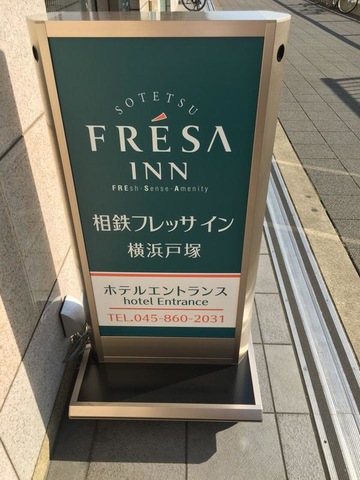 SOTETSU
FRÉSA
INN
FREsh・Sense・Amenity
相鉄フレッサイン
横浜戸塚
ホテルエントランス
hotel Entrance
TEL.045-860-2031